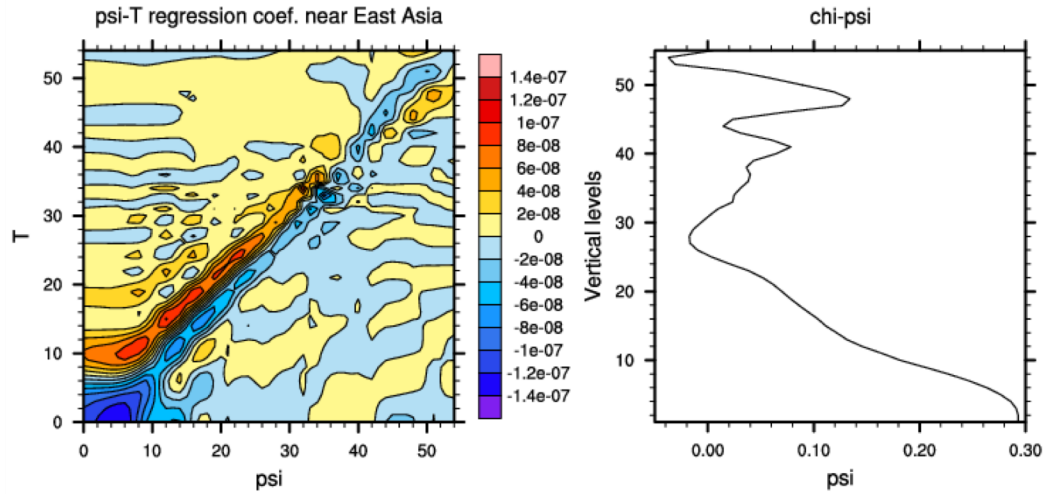 psi-T regression coef. near East Asia
T
50
40
30
20
10
0
0
10
20
30
40
50
psi
1.4e-07
1.2e-07
1e-07
8e-08
6e-08
4e-08
2e-08
0
-2e-08
-4e-08
-6e-08
-8e-08
-1e-07
-1.2e-07
-1.4e-07
chi-psi
Vertical levels
50
40
30
20
10
0.00
0.10
0.20
0.30
psi